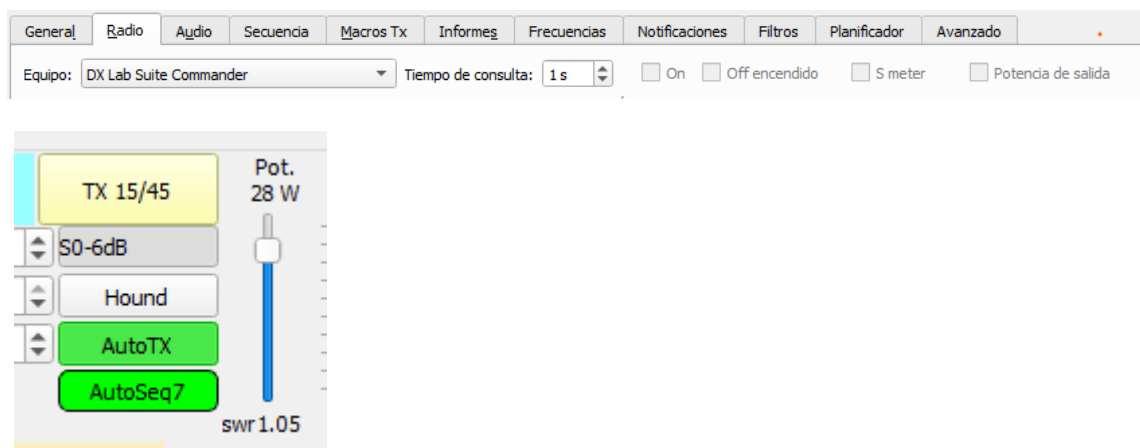 General Radio Audio Secuencia Macros Tx Informes Frecuencias Notificaciones Filtros Planificador Avanzado
Equipo: DX Lab Suite Commander Tiempo de consulta: 1 s On Off encendido S meter Potencia de salida
TX 15/45 Pot.
28 W
S0-6dB
Hound
AutoTX
AutoSeq7
swr1.05